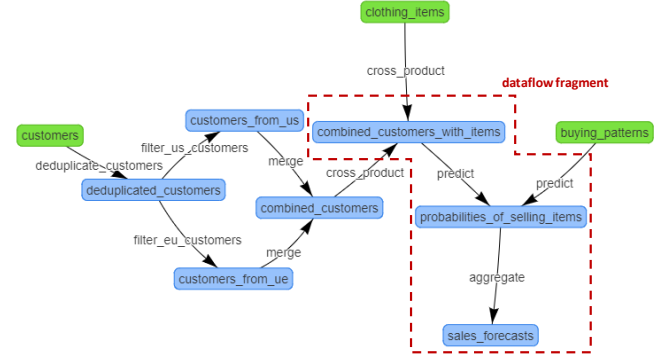 clothing_items
cross_product
dataflow fragment
customers_from_us
customers
filter_us_customers
combined_customers_with_items
buying_patterns
deduplicate_customers
merge
cross_product
predict
predict
deduplicated_customers
combined_customers
probabilities_of_selling_items
filter_eu_customers
merge
customers_from_ue
aggregate
sales_forecasts